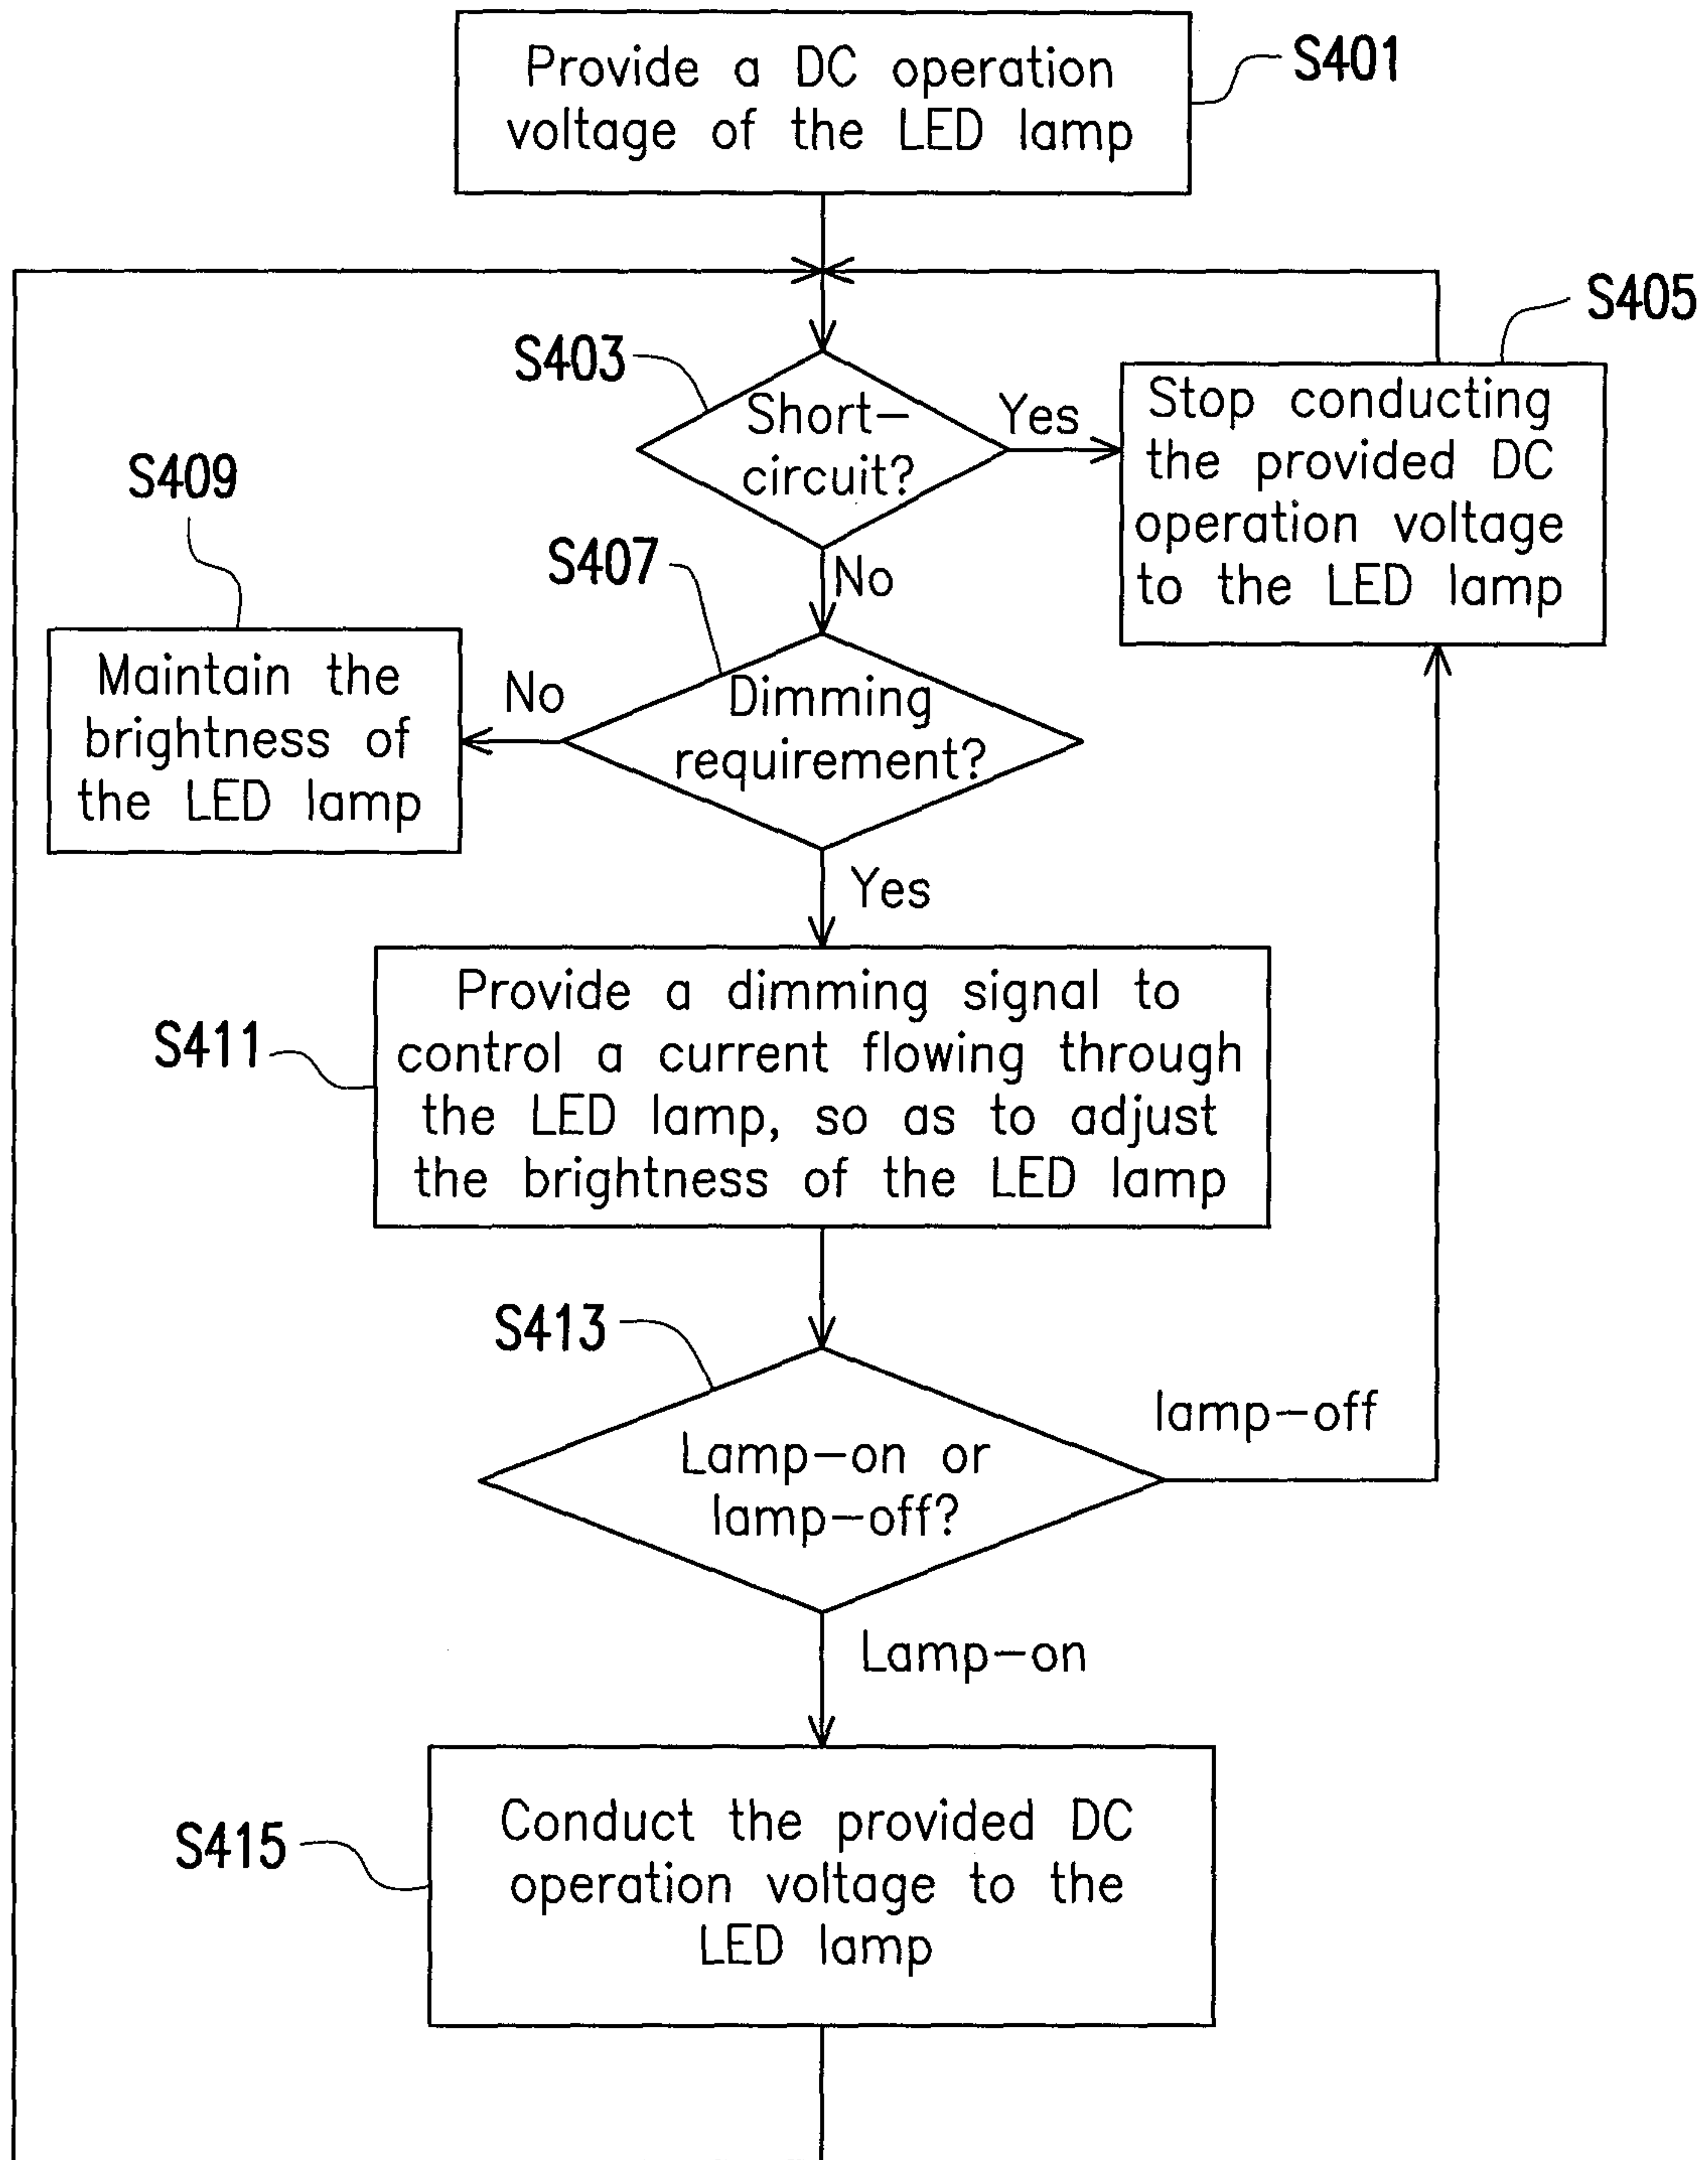 Provide a DC operation
voltage of the LED lamp
S401
S403
Short-
circuit?
Yes
S405
Stop conducting
the provided DC
operation voltage
to the LED lamp
No
S407
Dimming
requirement?
No
S409
Maintain the
brightness of
the LED lamp
Yes
S411
Provide a dimming signal to
control a current flowing through
the LED lamp, so as to adjust
the brightness of the LED lamp
S413
Lamp-on or
lamp-off?
lamp-off
Lamp-on
S415
Conduct the provided DC
operation voltage to the
LED lamp